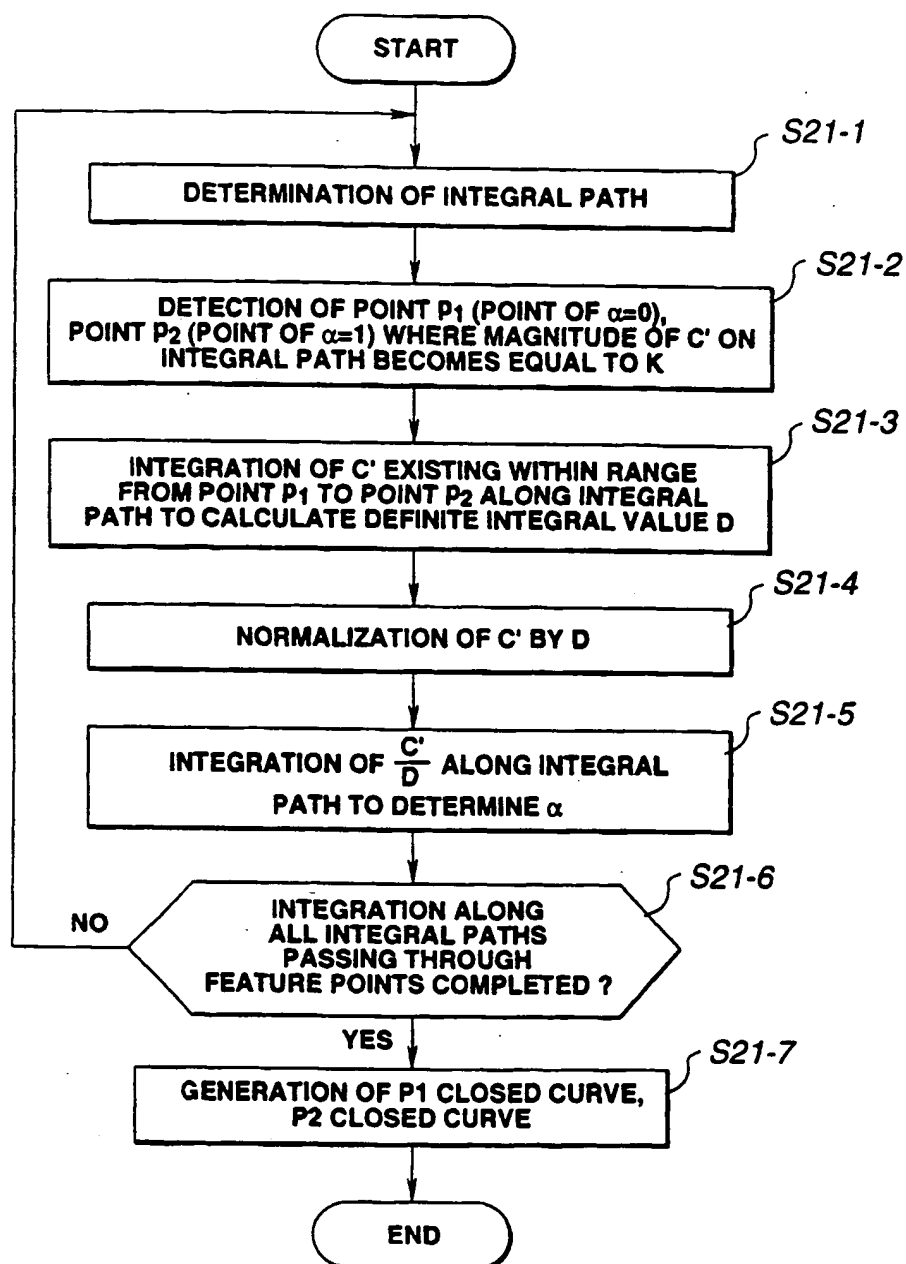 START
S21-1
DETERMINATION OF INTEGRAL PATH
S21-2
DETECTION OF POINT P1 (POINT OF α=0),
POINT P2 (POINT OF α=1) WHERE MAGNITUDE OF C' ON
INTEGRAL PATH BECOMES EQUAL TO K
S21-3
INTEGRATION OF C' EXISTING WITHIN RANGE
FROM POINT P1 TO POINT P2 ALONG INTEGRAL
PATH TO CALCULATE DEFINITE INTEGRAL VALUE D
S21-4
NORMALIZATION OF C' BY D
S21-5
INTEGRATION OF C'/D ALONG INTEGRAL
PATH TO DETERMINE α
S21-6
NO
INTEGRATION ALONG
ALL INTEGRAL PATHS
PASSING THROUGH
FEATURE POINTS COMPLETED ?
YES
S21-7
GENERATION OF P1 CLOSED CURVE,
P2 CLOSED CURVE
END